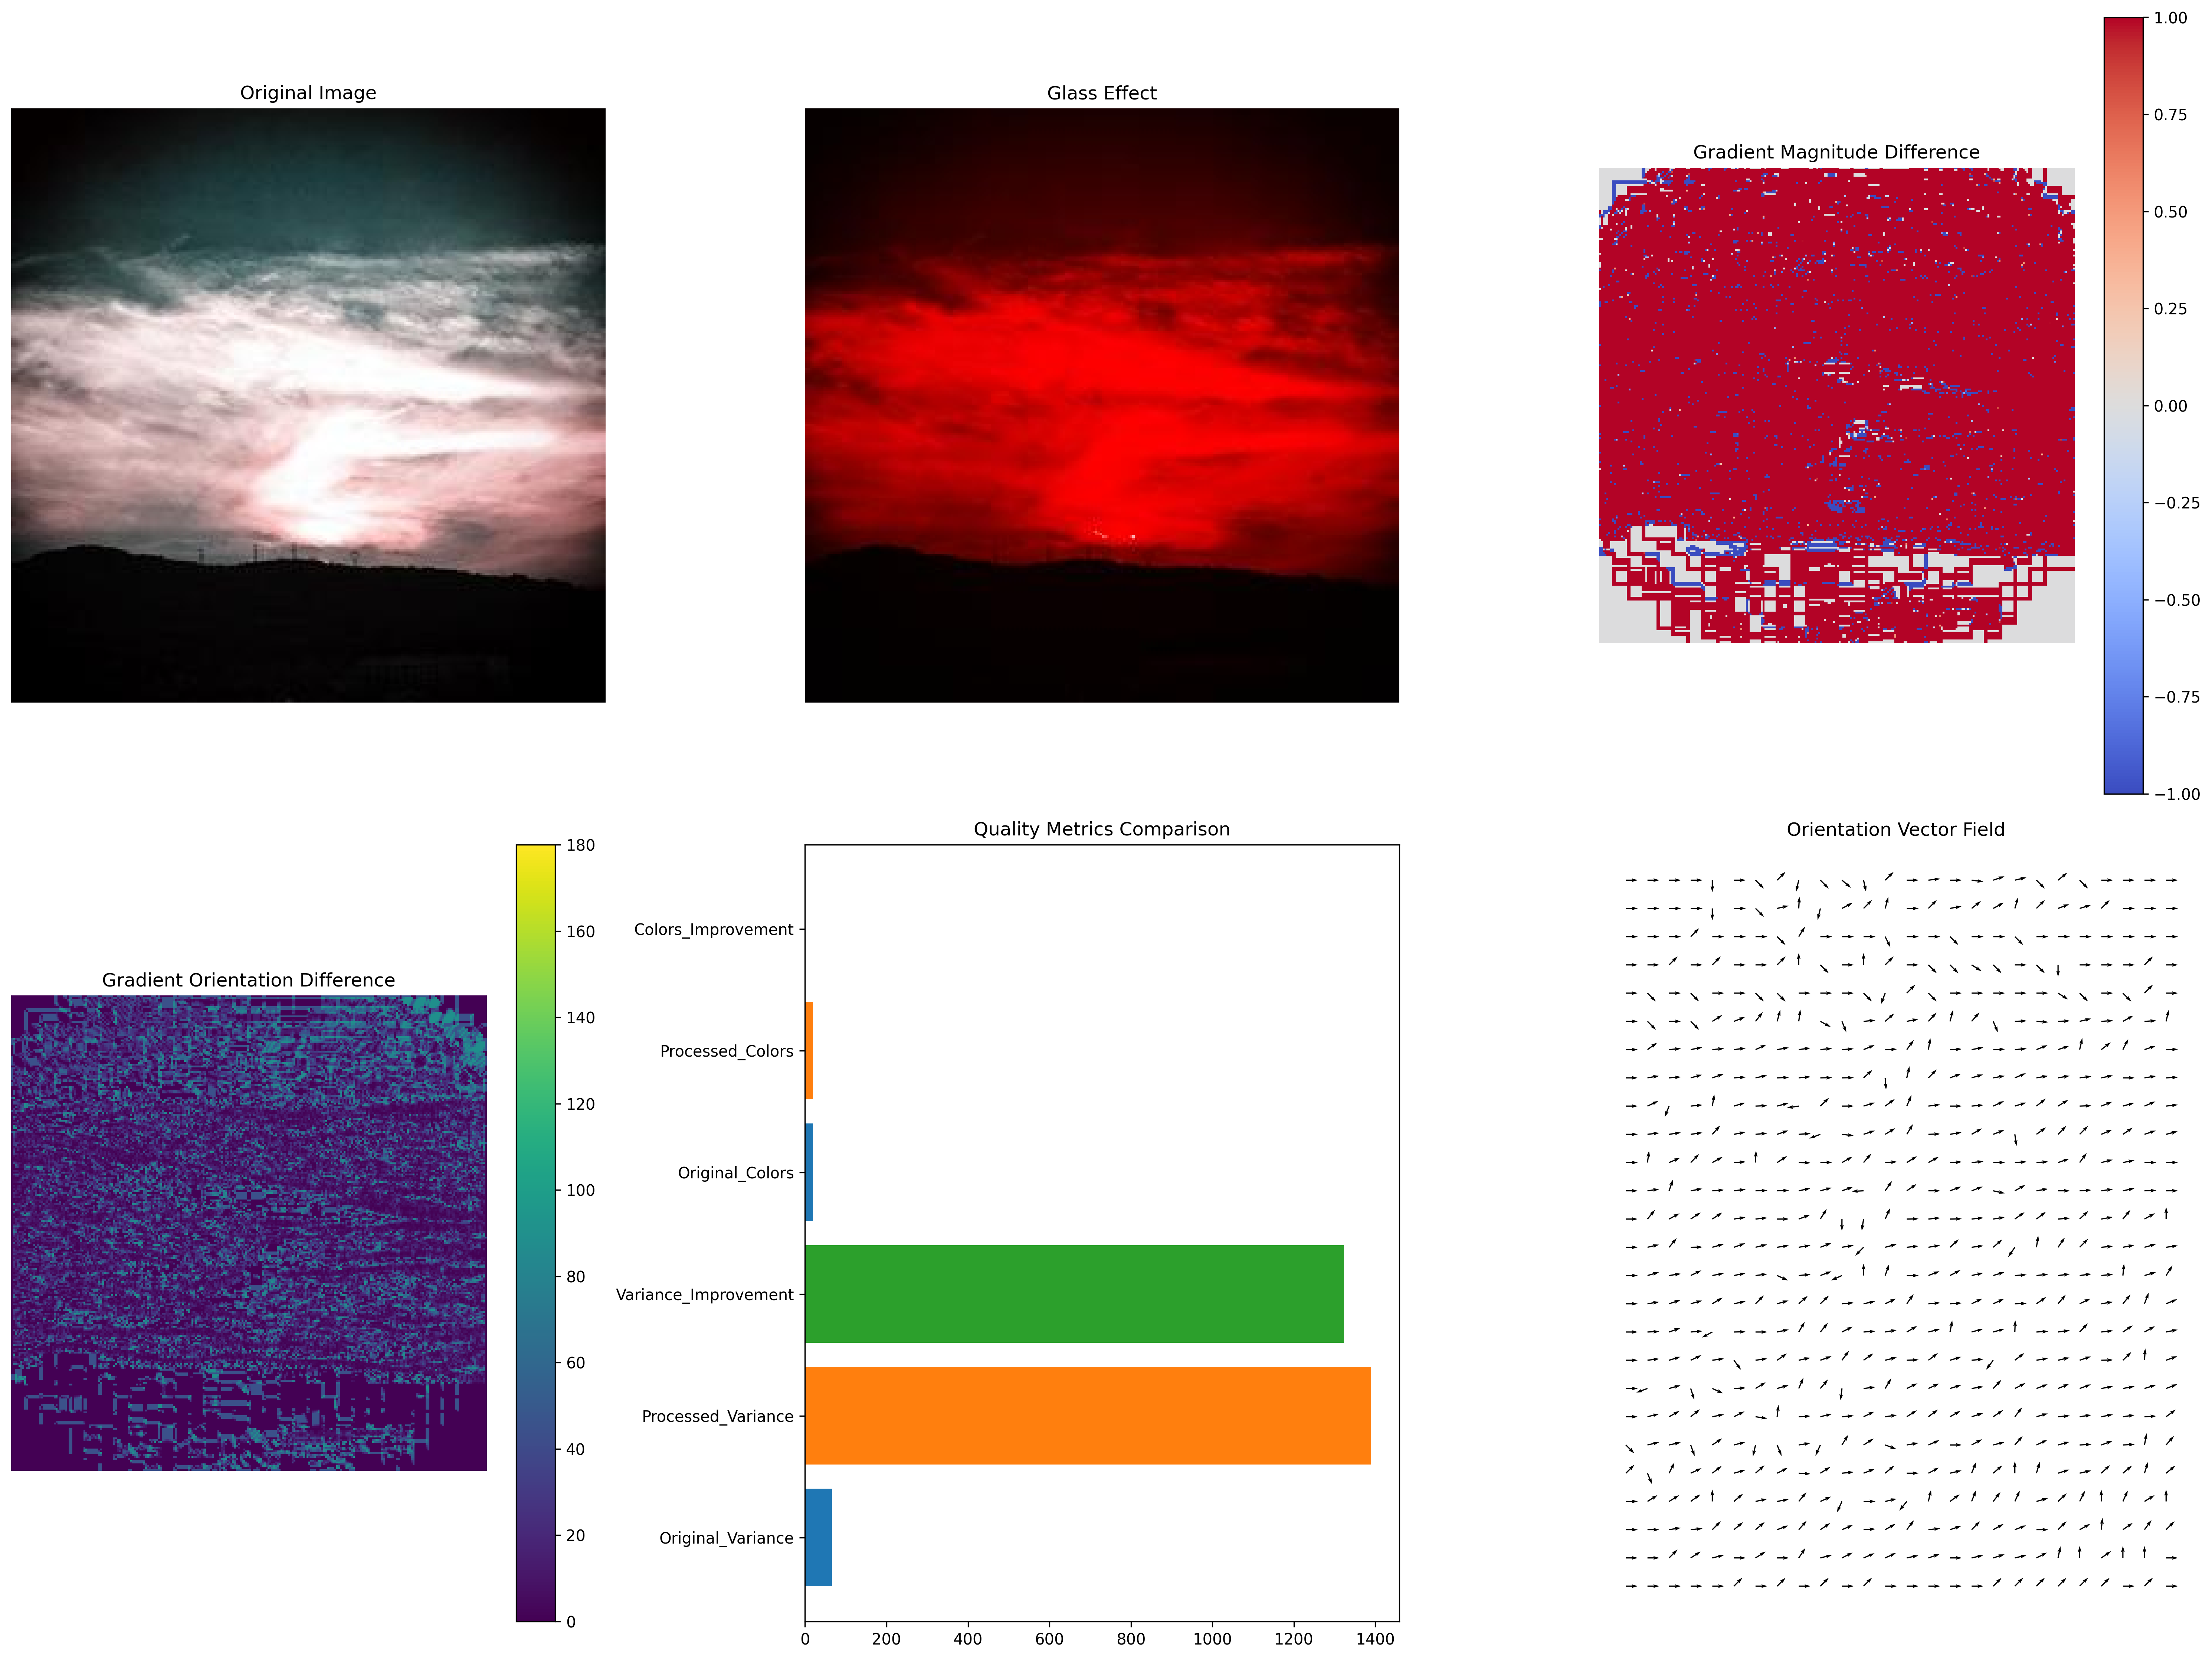 Original Image
Glass Effect
Gradient Magnitude Difference
1.00
0.75
0.50
0.25
0.00
−0.25
−0.50
−0.75
−1.00
Gradient Orientation Difference
180
160
140
120
100
80
60
40
20
0
Quality Metrics Comparison
Colors_Improvement
Processed_Colors
Original_Colors
Variance_Improvement
Processed_Variance
Original_Variance
0 200 400 600 800 1000 1200 1400
Orientation Vector Field